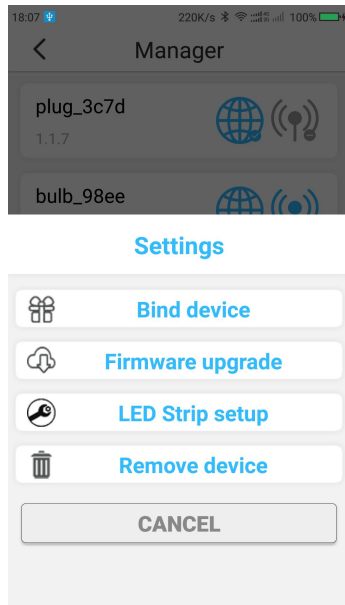 18:07 220K/s 100%
Manager
plug_3c7d
1.1.7
bulb_98ee
Settings
Bind device
Firmware upgrade
LED Strip setup
Remove device
CANCEL